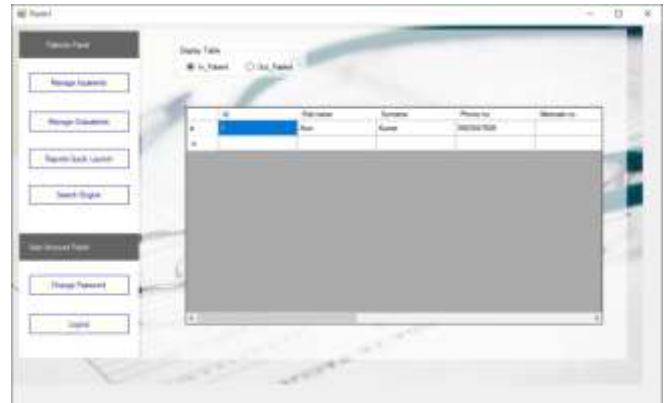 Form1
Patients Panel
Display Table
In_Patient Out_Patient
Manage Inpatients
Manage Outpatients
Reports Quick Launch
Search Engine
id First name Surname Phone no
Kumar
User Account Panel
Change Password
Logout